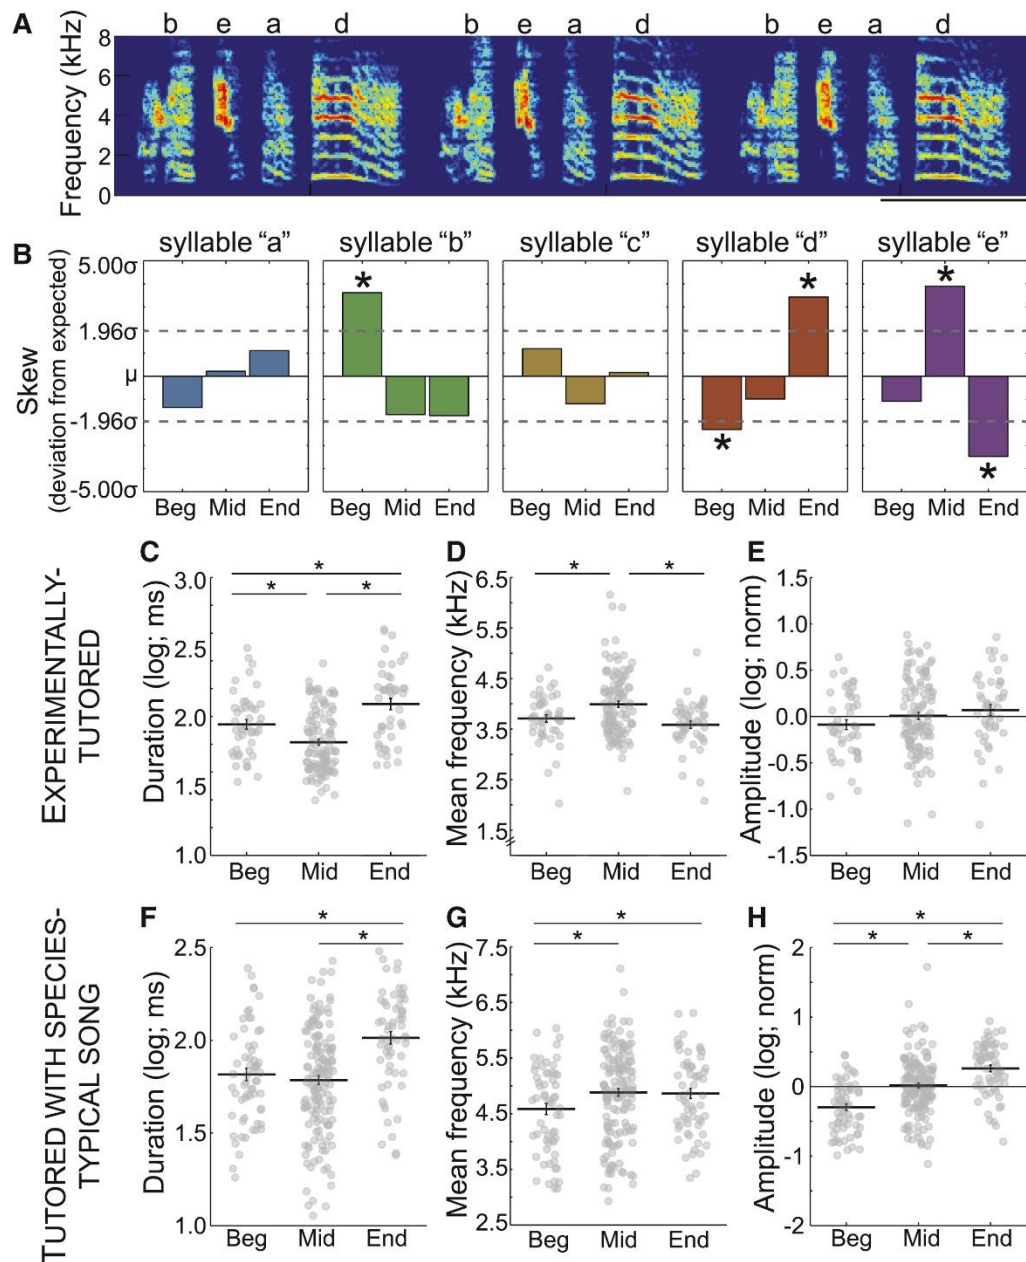 A
b e a d b e a d b e a d
Frequency (kHz)
8
6
4
2
0
B
syllable “a” syllable “b” syllable “c” syllable “d” syllable “e”
Skew
(deviation from expected)
5.00σ
1.96σ
μ
-1.96σ
-5.00σ
* * * * *
Beg Mid End Beg Mid End Beg Mid End Beg Mid End Beg Mid End
EXPERIMENTALLY-
TUTORED
C
Duration (log; ms)
3.0
2.5
2.0
1.5
1.0
* * *
Beg Mid End
D
Mean frequency (kHz)
6.5
5.5
4.5
3.5
2.5
1.5
* *
Beg Mid End
E
Amplitude (log; norm)
1.5
1.0
0.5
0.0
-0.5
-1.0
-1.5
Beg Mid End
TUTORED WITH SPECIES-
TYPICAL SONG
F
Duration (log; ms)
2.5
2.0
1.5
1.0
* *
Beg Mid End
G
Mean frequency (kHz)
7.5
6.5
5.5
4.5
3.5
2.5
* *
Beg Mid End
H
Amplitude (log; norm)
2
1
0
-1
-2
* * *
Beg Mid End